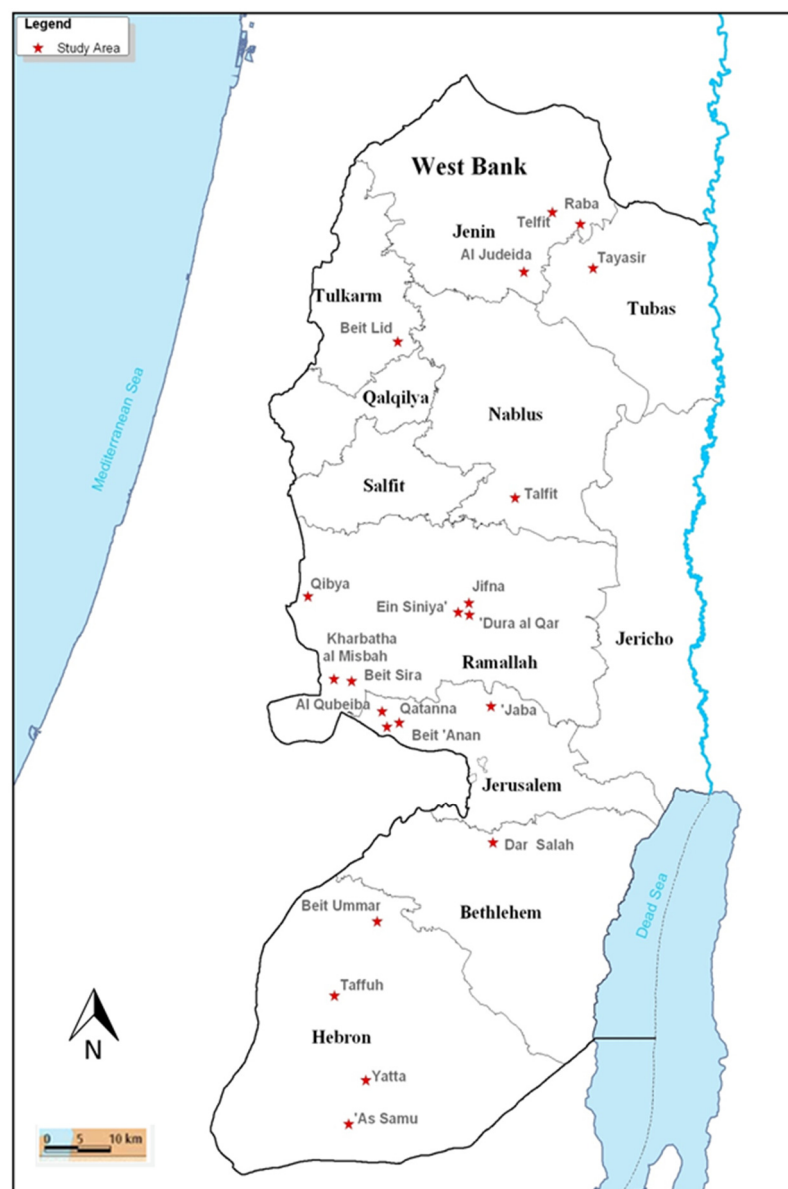 Legend
Study Area
West Bank
Raba
Telfit
Jenin
Al Judeida
Tayasir
Tulkarm
Tubas
Beit Lid
Mediterranean Sea
Qalqilya
Nablus
Salfit
Talfit
Qibya
Jifna
Ein Siniya'
'Dura al Qar
Kharbatha
al Misbah
Jericho
Ramallah
Beit Sira
Al Qubeiba
Qatanna
'Jaba
Beit 'Anan
Jerusalem
Dar Salah
Beit Ummar
Bethlehem
Dead Sea
Taffuh
Hebron
N
Yatta
'As Samu
0 5 10 km